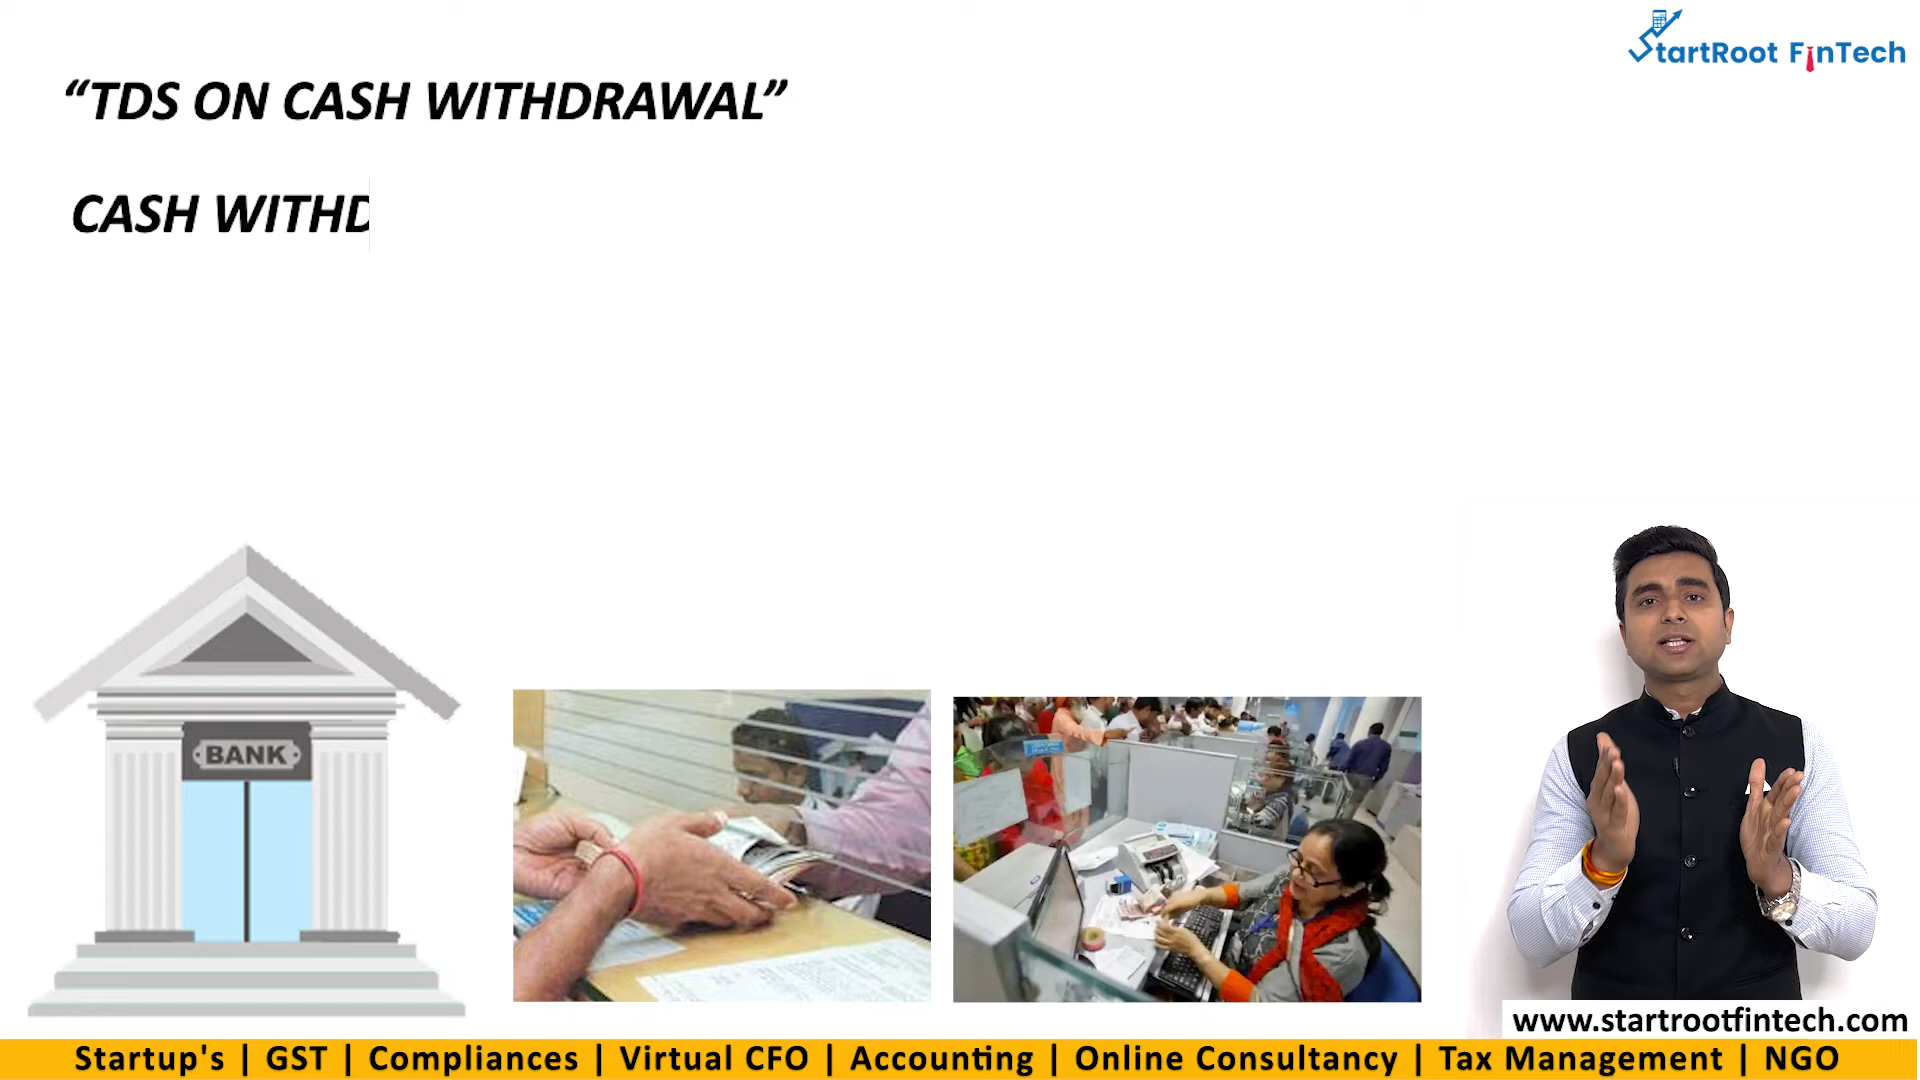 StartRoot FinTech
“TDS ON CASH WITHDRAWAL”
CASH WITHD
BANK
www.startrootfintech.com
Startup's | GST | Compliances | Virtual CFO | Accounting | Online Consultancy | Tax Management | NGO